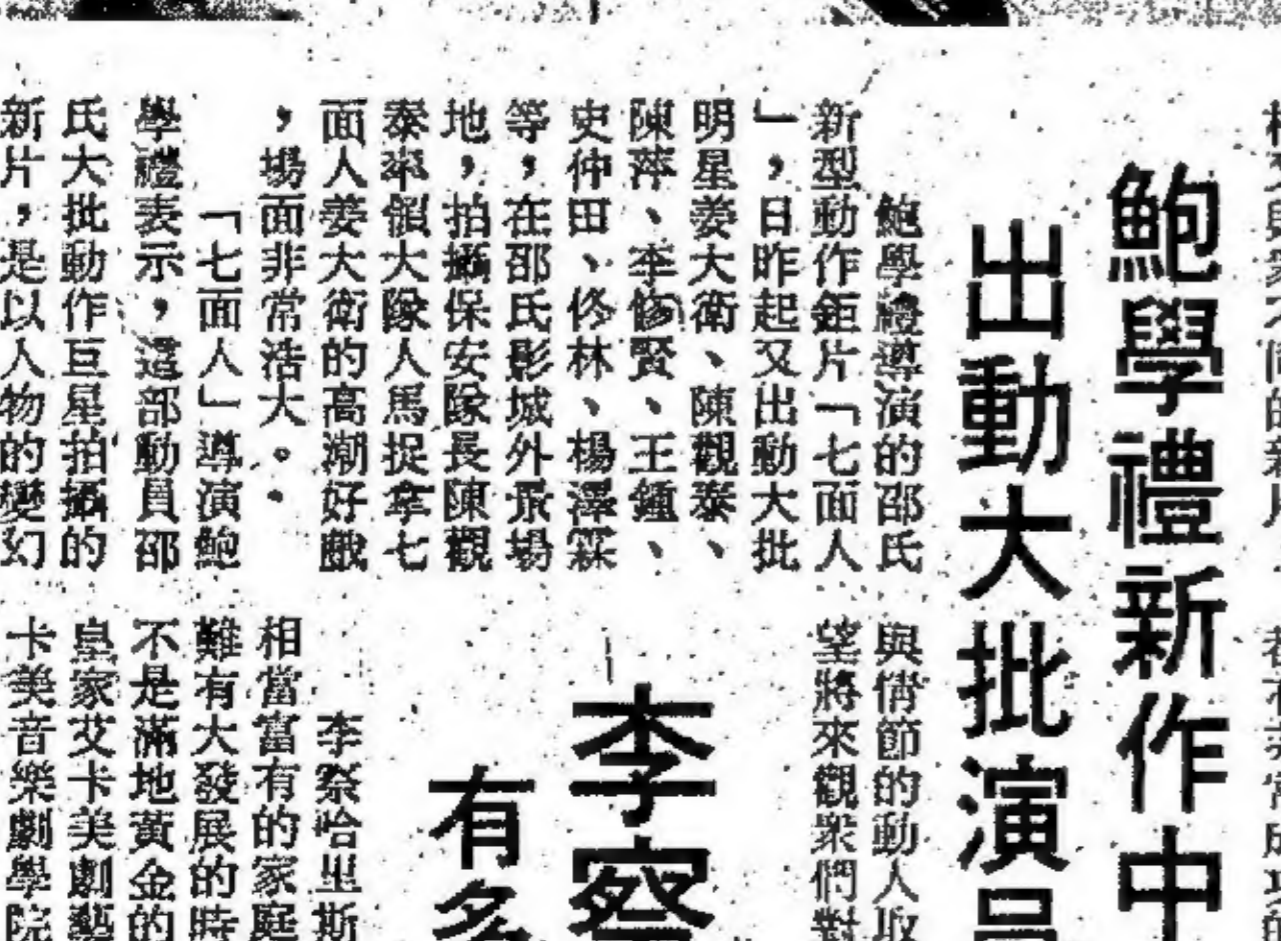 鮑學禮新作中
出動大批演員
鮑學禮導演的邵氏
新型動作鉅片「七面人
」，日昨起又出動大批
明星姜大衛、陳觀泰、
陳萍、李修賢、王鍾、
史仲田、佟林、楊澤霖
等，在邵氏影城外景場
地，拍攝保安隊長陳觀
泰率領大隊人馬捉拿七
面人姜大衛的高潮好戲
，場面非常浩大。
「七面人」導演鮑
學禮表示，這部動員邵
氏大批動作巨星拍攝的
新片，是以人物的變幻
與情節的動人取
望將來觀眾們對
李察
有多
李察哈里斯
相當富有的家庭
難有大發展的時
不是滿地黃金的
皇家艾卡美劇藝
卡美音樂劇學院